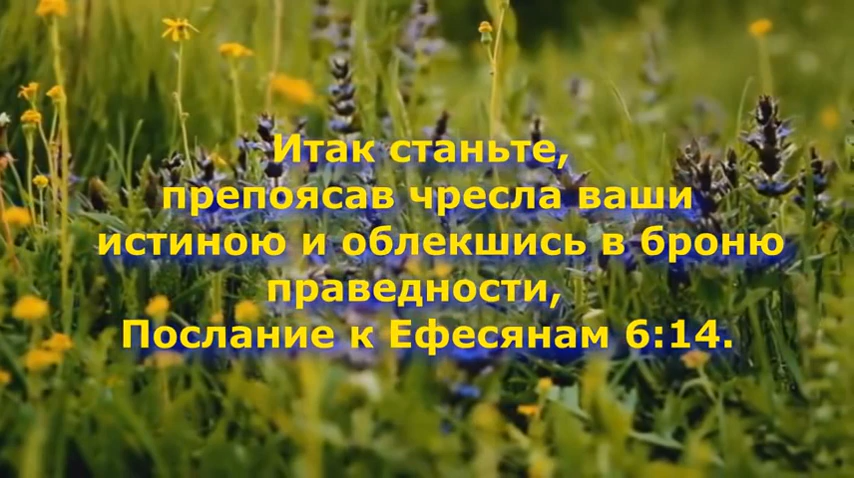 Итак станьте,
препоясав чресла ваши
истиною и облекшись в броню
праведности,
Послание к Ефесянам 6:14.